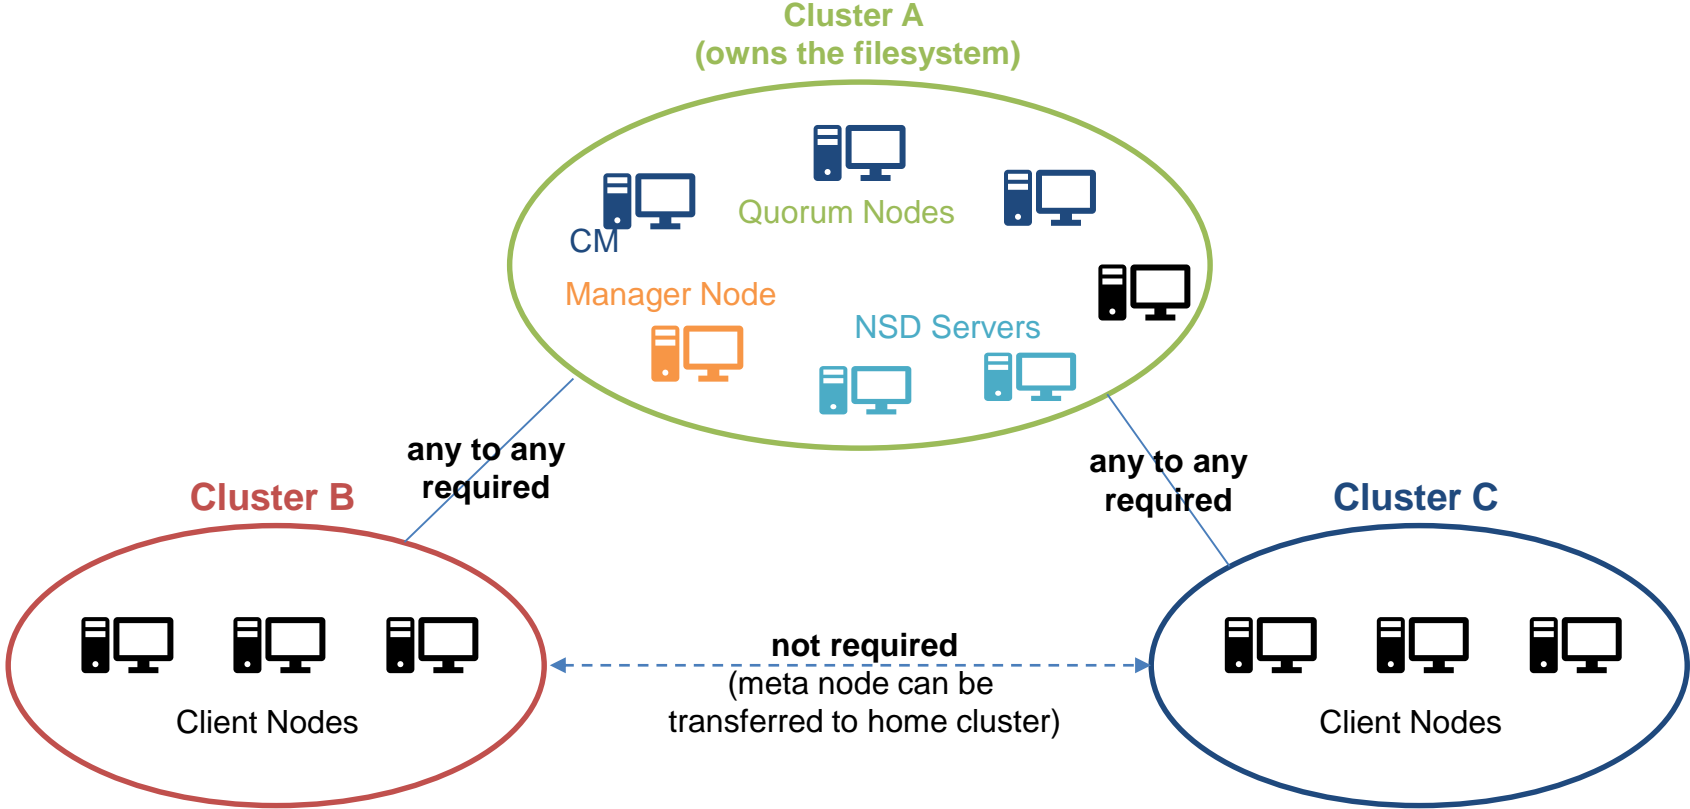 Cluster A
(owns the filesystem)
Quorum Nodes
CM
Manager Node
NSD Servers
any to any
required
any to any
required
Cluster B
Cluster C
not required
(meta node can be
transferred to home cluster)
Client Nodes
Client Nodes